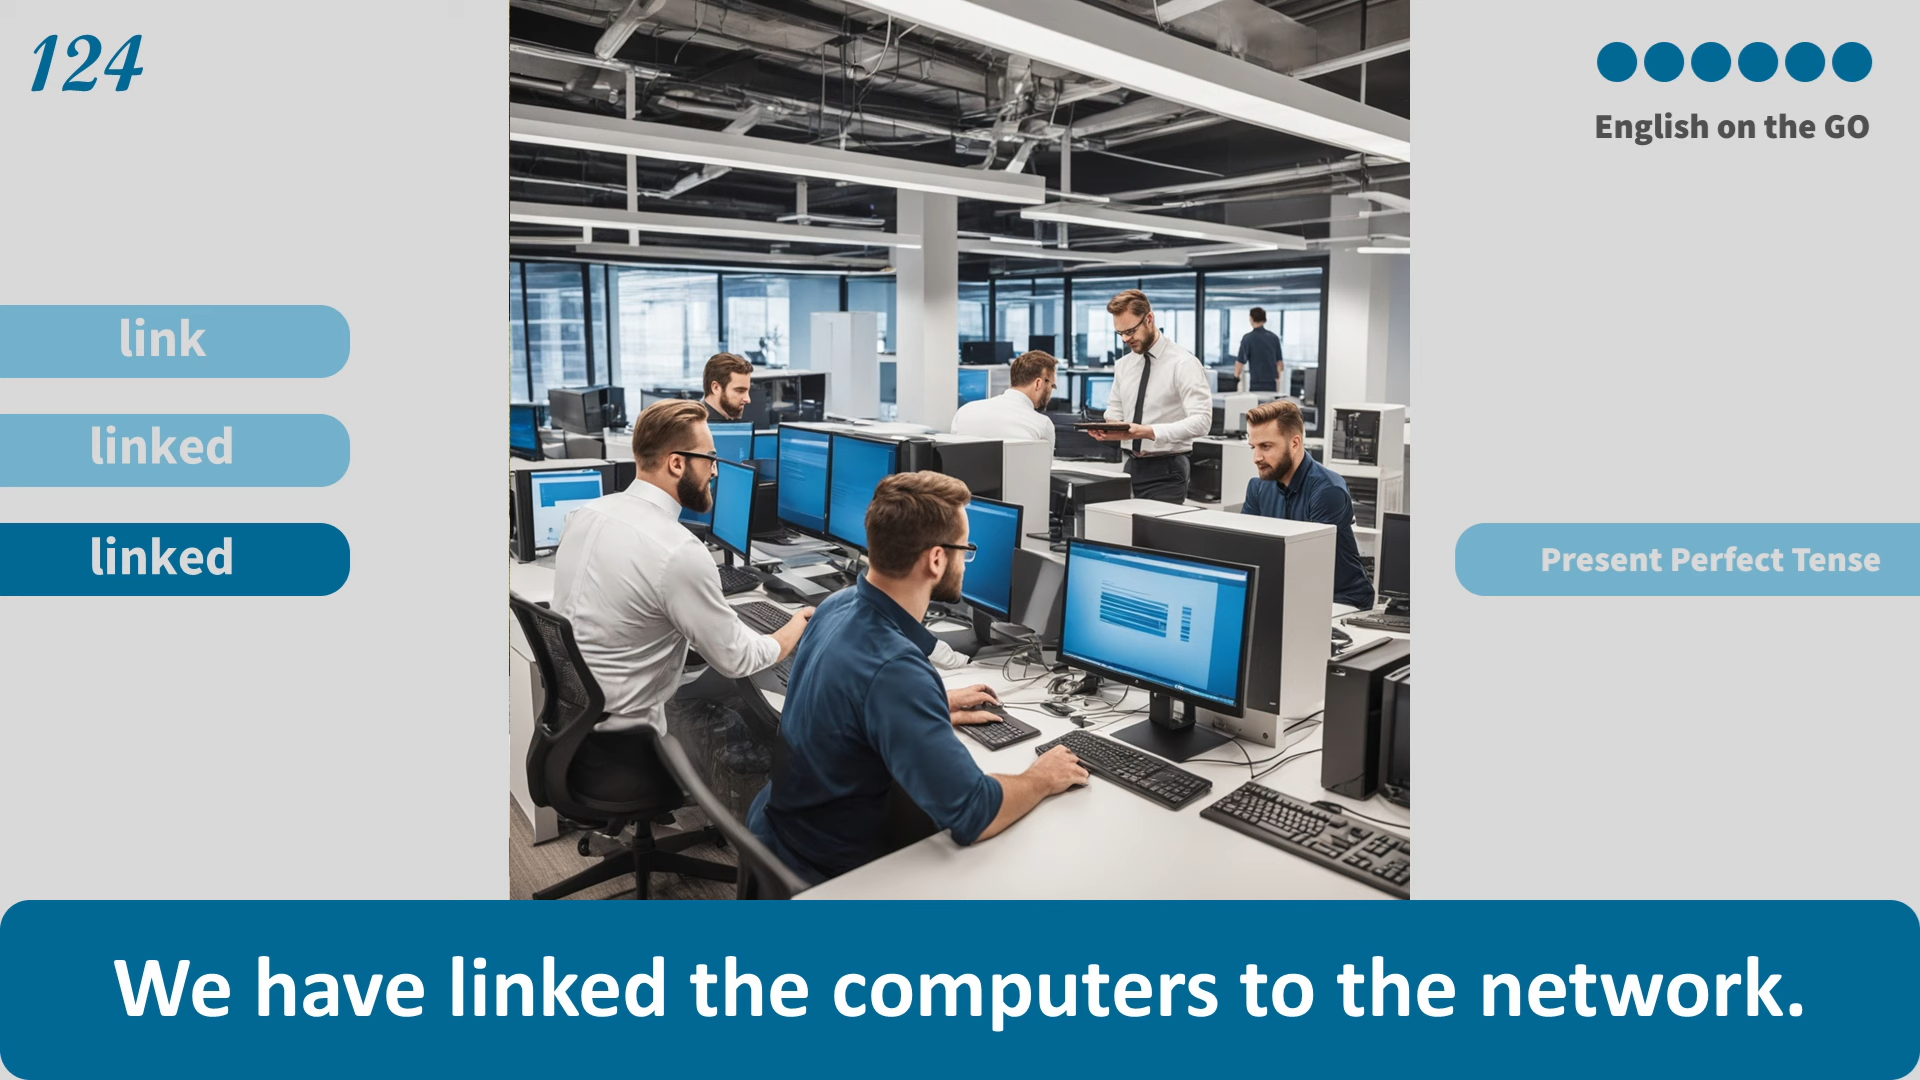 124
English on the GO
link
linked
linked
Present Perfect Tense
We have linked the computers to the network.